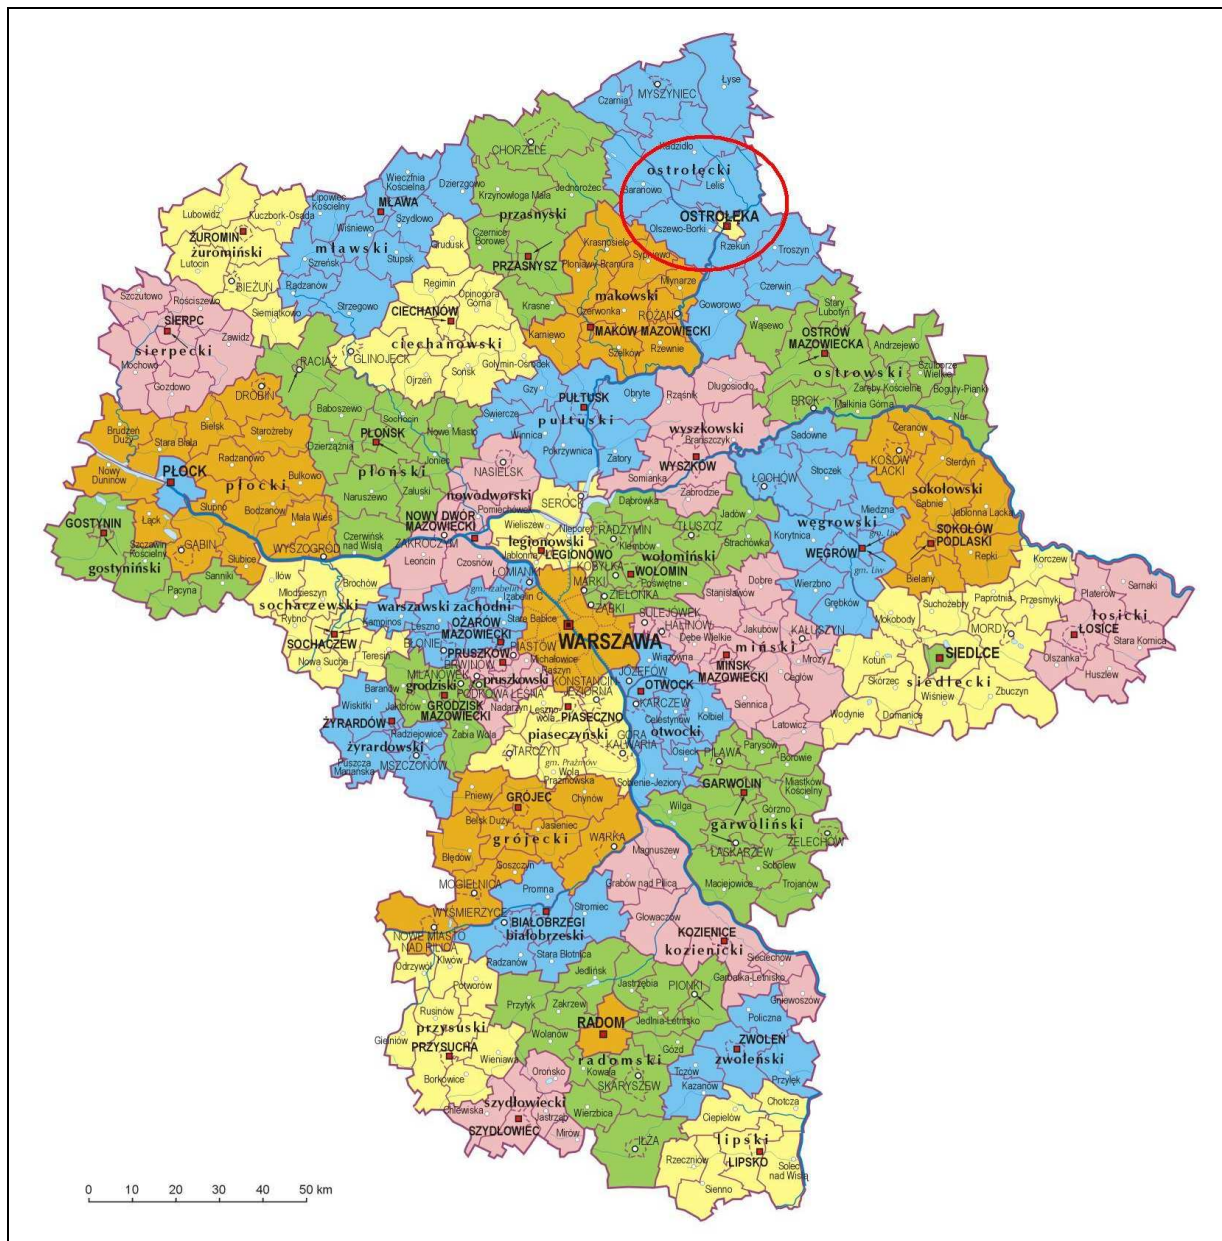 Łyse
MYSZYNIEC
Czarnia
CHORZELE
Kadzidło
ostrołęcki
Lelis
Baranowo
Wieczfnia
Kościelna
Dzierzgowo
Jednorożec
Krzynowłoga Mała
przasnyski
OSTROŁĘKA
Olszewo-Borki
Rzekuń
Troszyn
Lubowidz
Kuczbork-Osada
Lipowiec
Kościelny
MŁAWA
Szydłowo
ŻUROMIN
żuromiński
Lutocin
Wiśniewo
mławski
Stupsk
Szreńsk
Czernice
Borowe
PRZASNYSZ
Krasnosielc
Sypniewo
Płoniawy-Bramura
Młynarze
Grudusk
Regimin
Opinogóra
Górna
BIEŻUŃ
Radzanów
Strzegowo
Siemiątkowo
Szczutowo
Rościszewo
SIERPC
sierpecki
Zawidz
Mochowo
Gozdowo
CIECHANÓW
ciechanowski
GLINOJECK
Ojrzeń
Sońsk
Gołymin-Ośrodek
Krasne
makowski
Czerwonka
RÓŻAN
MAKÓW MAZOWIECKI
Karniewo
Szelków
Rzewnie
Goworowo
Czerwin
Stary
Lubotyń
Wąsewo
OSTRÓW
MAZOWIECKA
Andrzejewo
ostrowski
Szulborze
Wielkie
Zaręby Kościelne
Boguty-Pianki
BROK
Małkinia Górna
Nur
RACIĄŻ
DROBIN
Baboszewo
Sochocin
PŁOŃSK
Nowe Miasto
Dzierzążnia
płoński
Joniec
Naruszewo
Załuski
Czerwińsk
nad Wisłą
Gzy
Obryte
PUŁTUSK
pułtuski
Świercze
Winnica
Pokrzywnica
Zatory
Rząśnik
Długosiodło
wyszkowski
Brańszczyk
WYSZKÓW
Somianka
Zabrodzie
Brudzeń
Duży
Stara Biała
Bielsk
Starożreby
Radzanowo
Bulkowo
Nowy
Duninów
PŁOCK
płocki
Słupno
Bodzanów
Mała Wieś
Łąck
GĄBIN
Słubice
WYSZOGRÓD
GOSTYNIN
Szczawin
Kościelny
gostyniński
Sanniki
Pacyna
NASIELSK
nowodworski
Pomiechówek
NOWY DWÓR
MAZOWIECKI
ZAKROCZYM
Leoncin
Czosnów
SEROCK
Wieliszew
Nieporęt
legionowski
Jabłonna
LEGIONOWO
ŁOMIANKI
Dąbrówka
RADZYMIN
TŁUSZCZ
Jadów
Klembów
Strachówka
wołomiński
KOBYŁKA
WOŁOMIN
Poświętne
MARKI
ZIELONKA
ZĄBKI
Sadowne
ŁOCHÓW
Stoczek
węgrowski
Miedzna
Korytnica
gm. Liw
WĘGRÓW
gm. Liw
Wierzbno
Grębków
Ceranów
KOSÓW
LACKI
Sterdyń
sokołowski
Sabnie
Jabłonna Lacka
SOKOŁÓW
PODLASKI
Repki
Bielany
Korczew
Paprotnia
Przesmyki
Suchożebry
Mokobody
MORDY
SIEDLCE
Kotuń
siedlecki
Skórzec
Zbuczyn
Wiśniew
Domanice
Wodynie
Platerów
Sarnaki
łosicki
ŁOSICE
Stara Kornica
Olszanka
Huszlew
Iłów
Brochów
Młodzieszyn
sochaczewski
Rybno
SOCHACZEW
Nowa Sucha
Teresin
warszawski zachodni
Kampinos
Leszno
gm. Izabelin
Izabelin C
Stare Babice
OŻARÓW
MAZOWIECKI
BŁONIE
PIASTÓW
PRUSZKÓW
Michałowice
Raszyn
BRWINÓW
MILANÓWEK
pruszkowski
PODKOWA LEŚNA
grodziski
GRODZISK
MAZOWIECKI
Nadarzyn
Baranów
Jaktorów
Żabia Wola
WARSZAWA
SULEJÓWEK
HALINÓW
Dębe Wielkie
Stanisławów
Dobre
Jakubów
KAŁUSZYN
miński
MIŃSK
MAZOWIECKI
Mrozy
Cegłów
Siennica
Latowicz
Wiązowna
JÓZEFÓW
OTWOCK
KARCZEW
Celestynów
otwocki
Kołbiel
Osieck
Sobienie-Jeziory
KONSTANCIN
JEZIORNA
Leszno-
wola
PIASECZNO
piaseczyński
GÓRA
KALWARIA
TARCZYN
gm. Prażmów
Wola
Prażmowska
Wiskitki
ŻYRARDÓW
Radziejowice
żyrardowski
Puszcza
Mariańska
MSZCZONÓW
PILAWA
Parysów
Borowie
GARWOLIN
Miastków
Kościelny
Wilga
Górzno
garwoliński
ŻELECHÓW
ŁASKARZEW
Sobolew
Maciejowice
Trojanów
Pniewy
GRÓJEC
Chynów
Belsk Duży
Jasieniec
grójecki
WARKA
Błędów
Goszczyn
MOGIELNICA
NOWE MIASTO
NAD PILICĄ
WYŚMIERZYCE
Promna
Stromiec
BIAŁOBRZEGI
białobrzeski
Radzanów
Stara Błotnica
Magnuszew
Grabów nad Pilicą
Głowaczów
KOZIENICE
kozienicki
Sieciechów
Garbatka-Letnisko
Gniewoszów
Klwów
Odrzywół
Potworów
Rusinów
przysuski
Gielniów
PRZYSUCHA
Wieniawa
Borkowice
Jedlińsk
Jastrzębia
PIONKI
Przytyk
Zakrzew
RADOM
Jedlnia-Letnisko
Wolanów
radomski
Gózd
Kowala
SKARYSZEW
Wierzbica
IŁŻA
Policzna
ZWOLEŃ
zwoleński
Tczów
Kazanów
Przyłęk
Orońsko
szydłowiecki
Chlewiska
Jastrząb
SZYDŁOWIEC
Mirów
Chotcza
Ciepielów
lipski
LIPSKO
Rzeczniów
Solec
nad Wisłą
Sienno
0 10 20 30 40 50 km